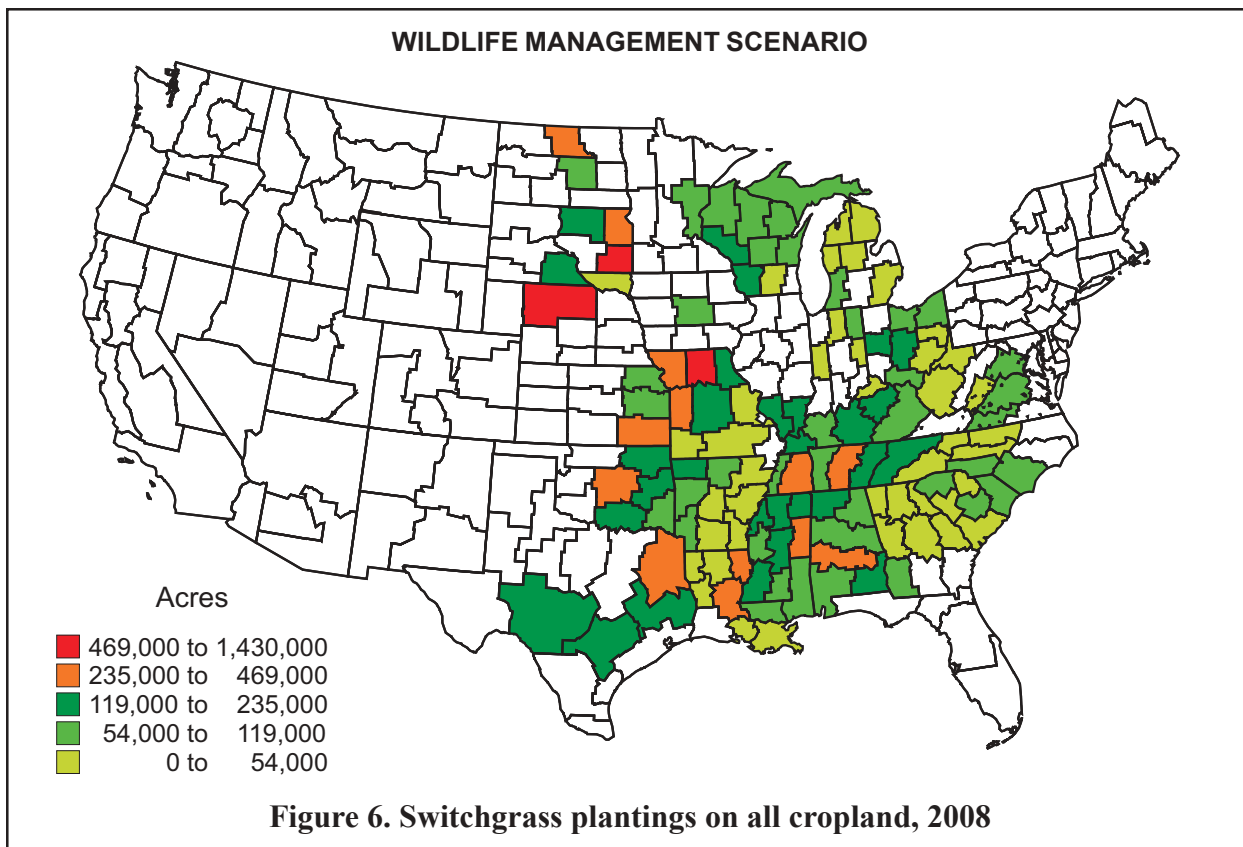 WILDLIFE MANAGEMENT SCENARIO
Acres
469,000 to 1,430,000
235,000 to 469,000
119,000 to 235,000
54,000 to 119,000
0 to 54,000
Figure 6. Switchgrass plantings on all cropland, 2008